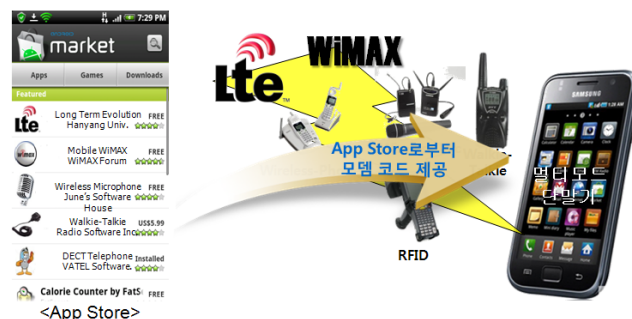 7:29 PM
market
Apps
Games
Downloads
Featured
Lte
Long Term Evolution
FREE
Hanyang Univ.
Mobile WiMAX
FREE
WiMAX Forum
Wireless Microphone
FREE
June's Software
House
Walkie-Talkie
US$5.99
Radio Software Inc.
DECT Telephone
Installed
VATEL Software.
Calorie Counter by FatS
FREE
<App Store>
Lte
TM
WiMAX
App Store로부터
모뎀 코드 제공
RFID
SAMSUNG
멀티모드
단말기